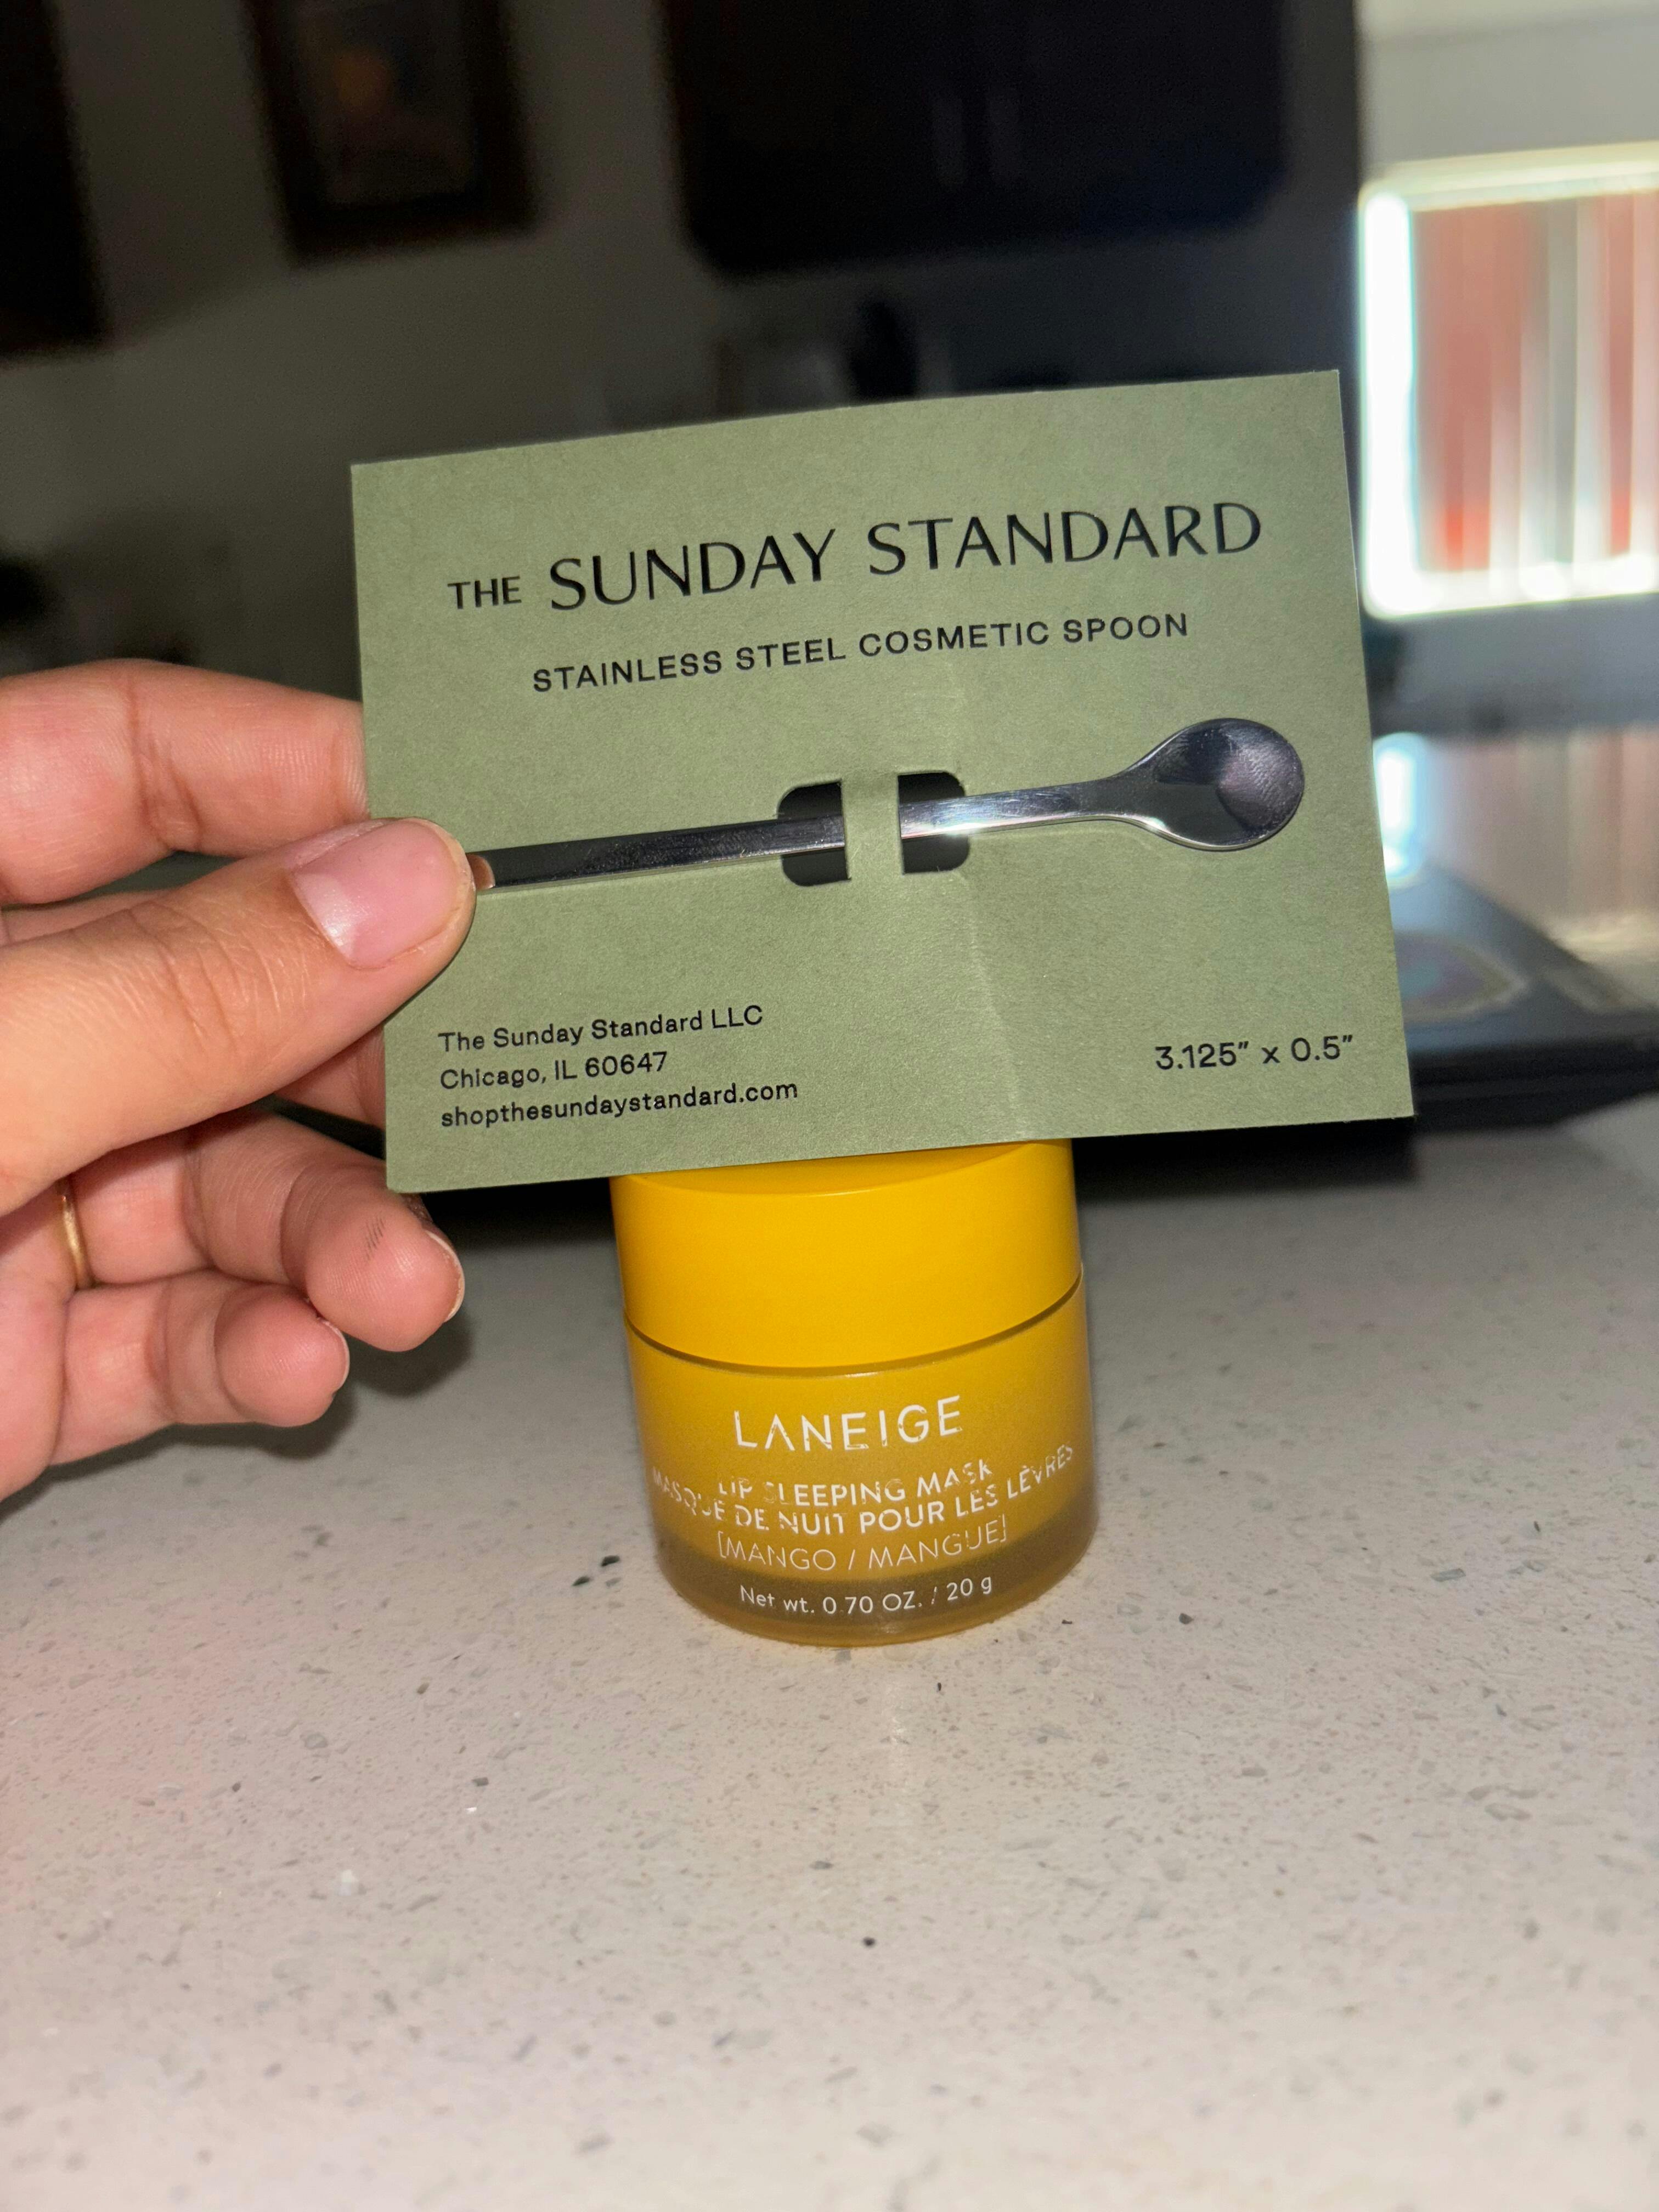 THE SUNDAY STANDARD
STAINLESS STEEL COSMETIC SPOON
The Sunday Standard LLC
Chicago, IL 60647
shopthesundaystandard.com
3.125” x 0.5”
LANEIGE
LIP SLEEPING MASK
MASQUE DE NUIT POUR LES LÈVRES
[MANGO / MANGUE]
Net wt. 0.70 OZ. / 20 g